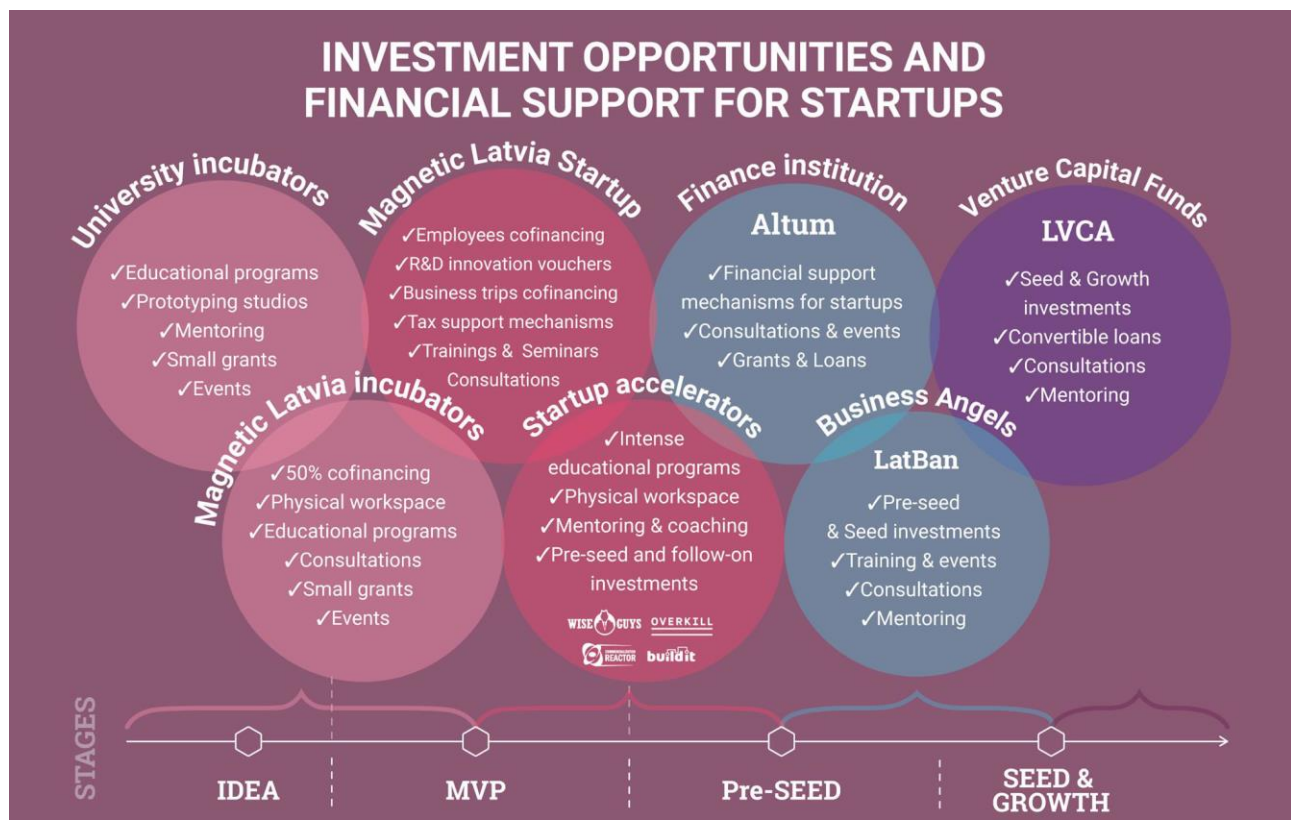 INVESTMENT OPPORTUNITIES AND
FINANCIAL SUPPORT FOR STARTUPS
University incubators
✓Educational programs
✓Prototyping studios
✓Mentoring
✓Small grants
✓Events
Magnetic Latvia Startup
✓Employees cofinancing
✓R&D innovation vouchers
✓Business trips cofinancing
✓Tax support mechanisms
✓Trainings & Seminars
Consultations
Finance institution
Altum
✓Financial support
mechanisms for startups
✓Consultations & events
✓Grants & Loans
Venture Capital Funds
LVCA
✓Seed & Growth
investments
✓Convertible loans
✓Consultations
✓Mentoring
Magnetic Latvia incubators
✓50% cofinancing
✓Physical workspace
✓Educational programs
✓Consultations
✓Small grants
✓Events
Startup accelerators
✓Intense
educational programs
✓Physical workspace
✓Mentoring & coaching
✓Pre-seed and follow-on
investments
WISE GUYS OVERKILL
REACTOR buildit
Business Angels
LatBan
✓Pre-seed
& Seed investments
✓Training & events
✓Consultations
✓Mentoring
STAGES
IDEA
MVP
Pre-SEED
SEED &
GROWTH